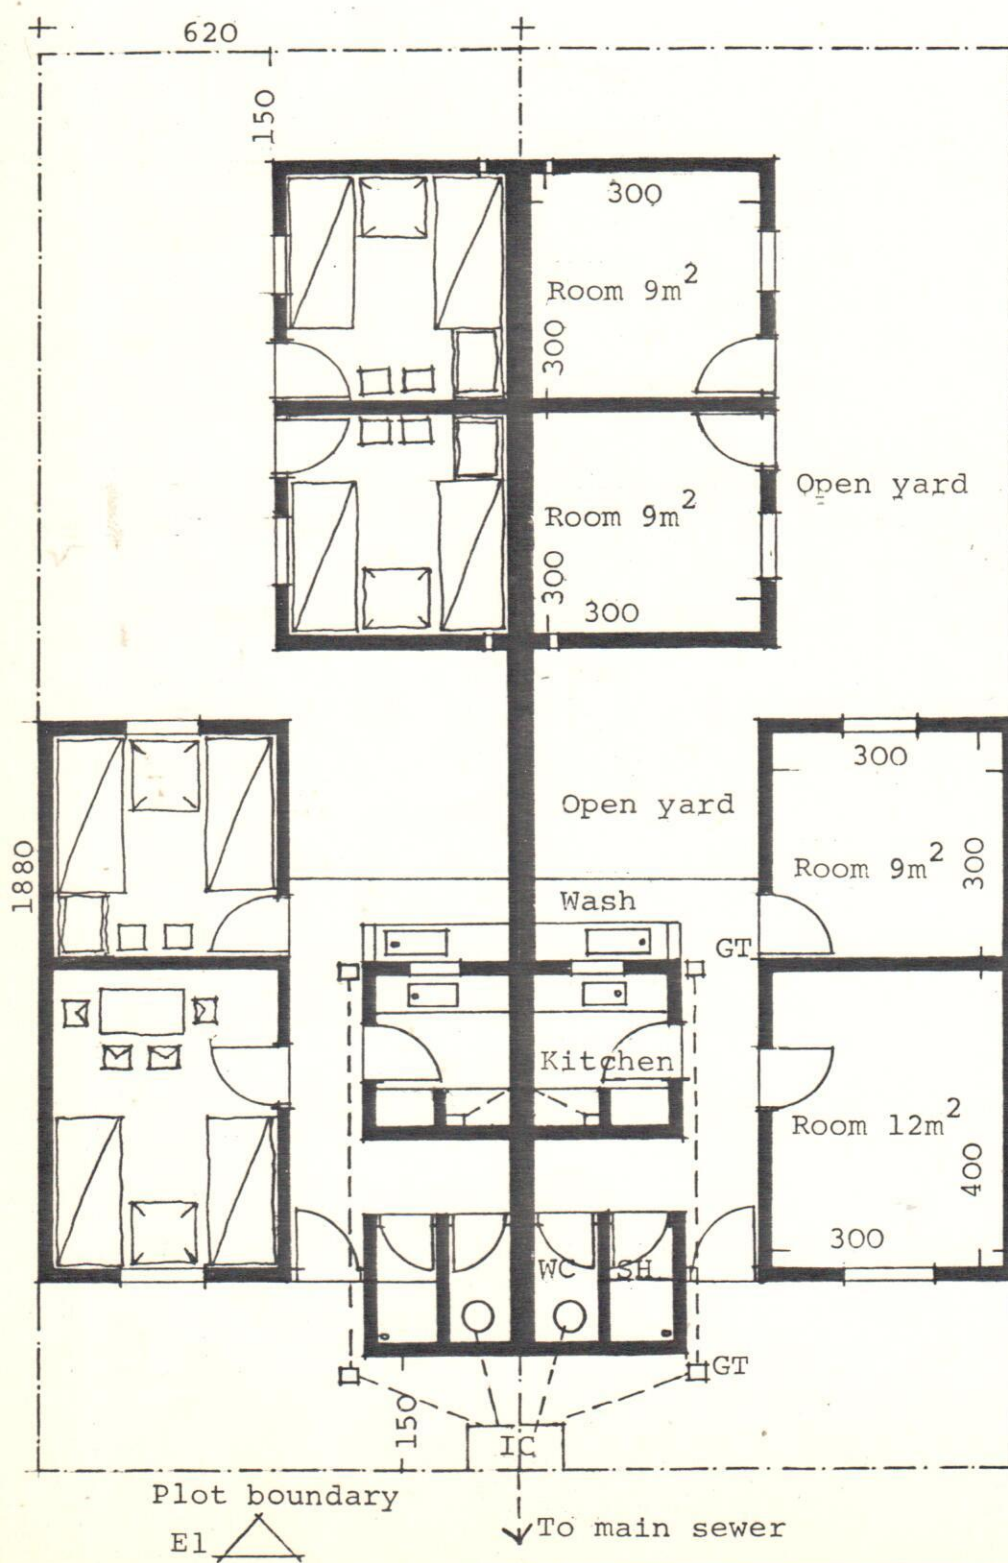 620
150
300
Room 9m²
300
Open yard
Room 9m²
300
300
300
1880
Open yard
Room 9m²
300
Wash
GT
Kitchen
Room 12m²
400
300
WC SH
GT
150
IC
Plot boundary
To main sewer
E1